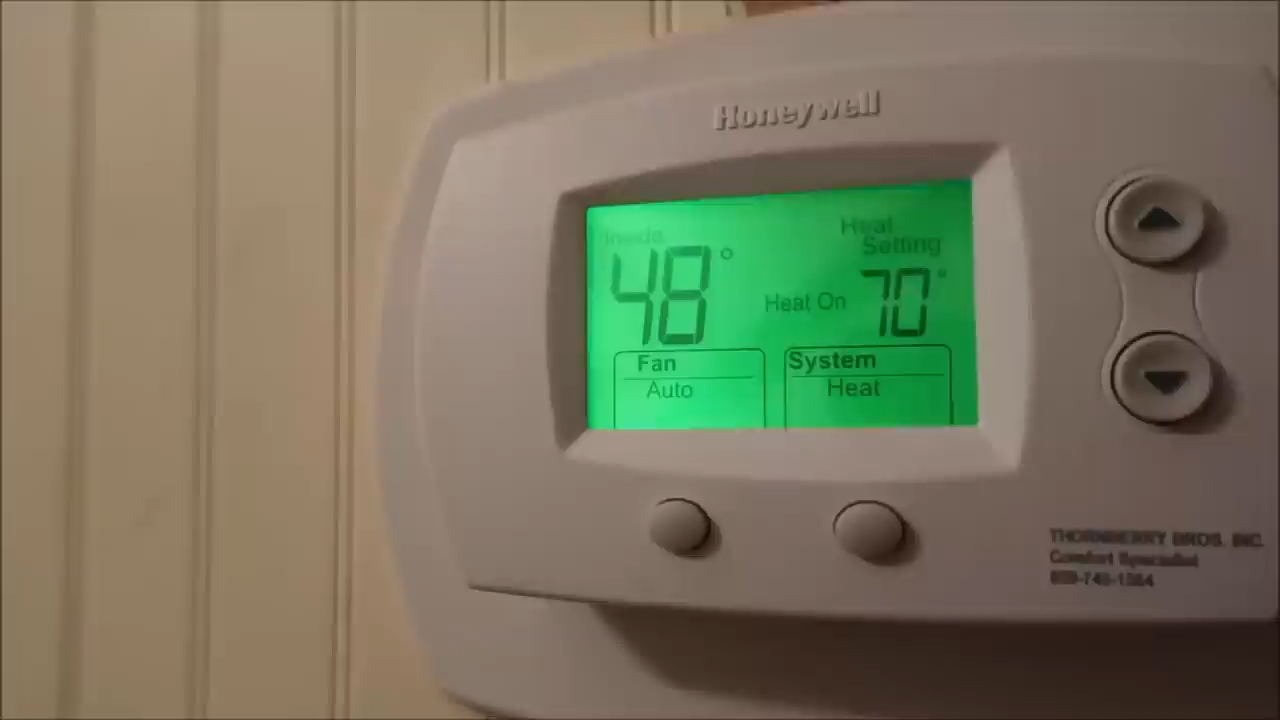 Honeywell
Inside
48°
Heat
Setting
Heat On
70°
Fan
Auto
System
Heat
THORNBERRY BROS. INC.
Comfort Specialist